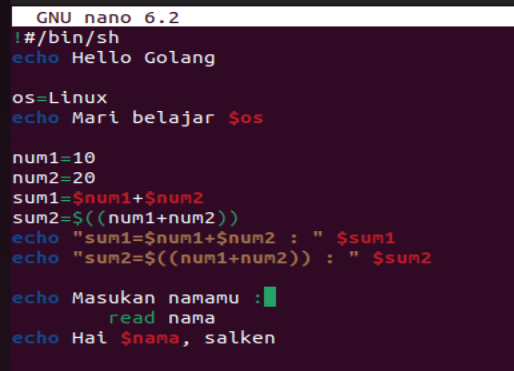 GNU nano 6.2
!#/bin/sh
echo Hello Golang
os=Linux
echo Mari belajar $os
num1=10
num2=20
sum1=$num1+$num2
sum2=$((num1+num2))
echo "sum1=$num1+$num2 : " $sum1
echo "sum2=$((num1+num2)) : " $sum2
echo Masukan namamu :
read nama
echo Hai $nama, salken